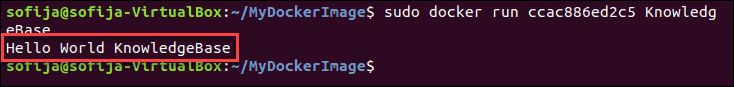 sofija@sofija-VirtualBox:~/MyDockerImage$ sudo docker run ccac886ed2c5 Knowledg
eBase
Hello World KnowledgeBase
sofija@sofija-VirtualBox:~/MyDockerImage$